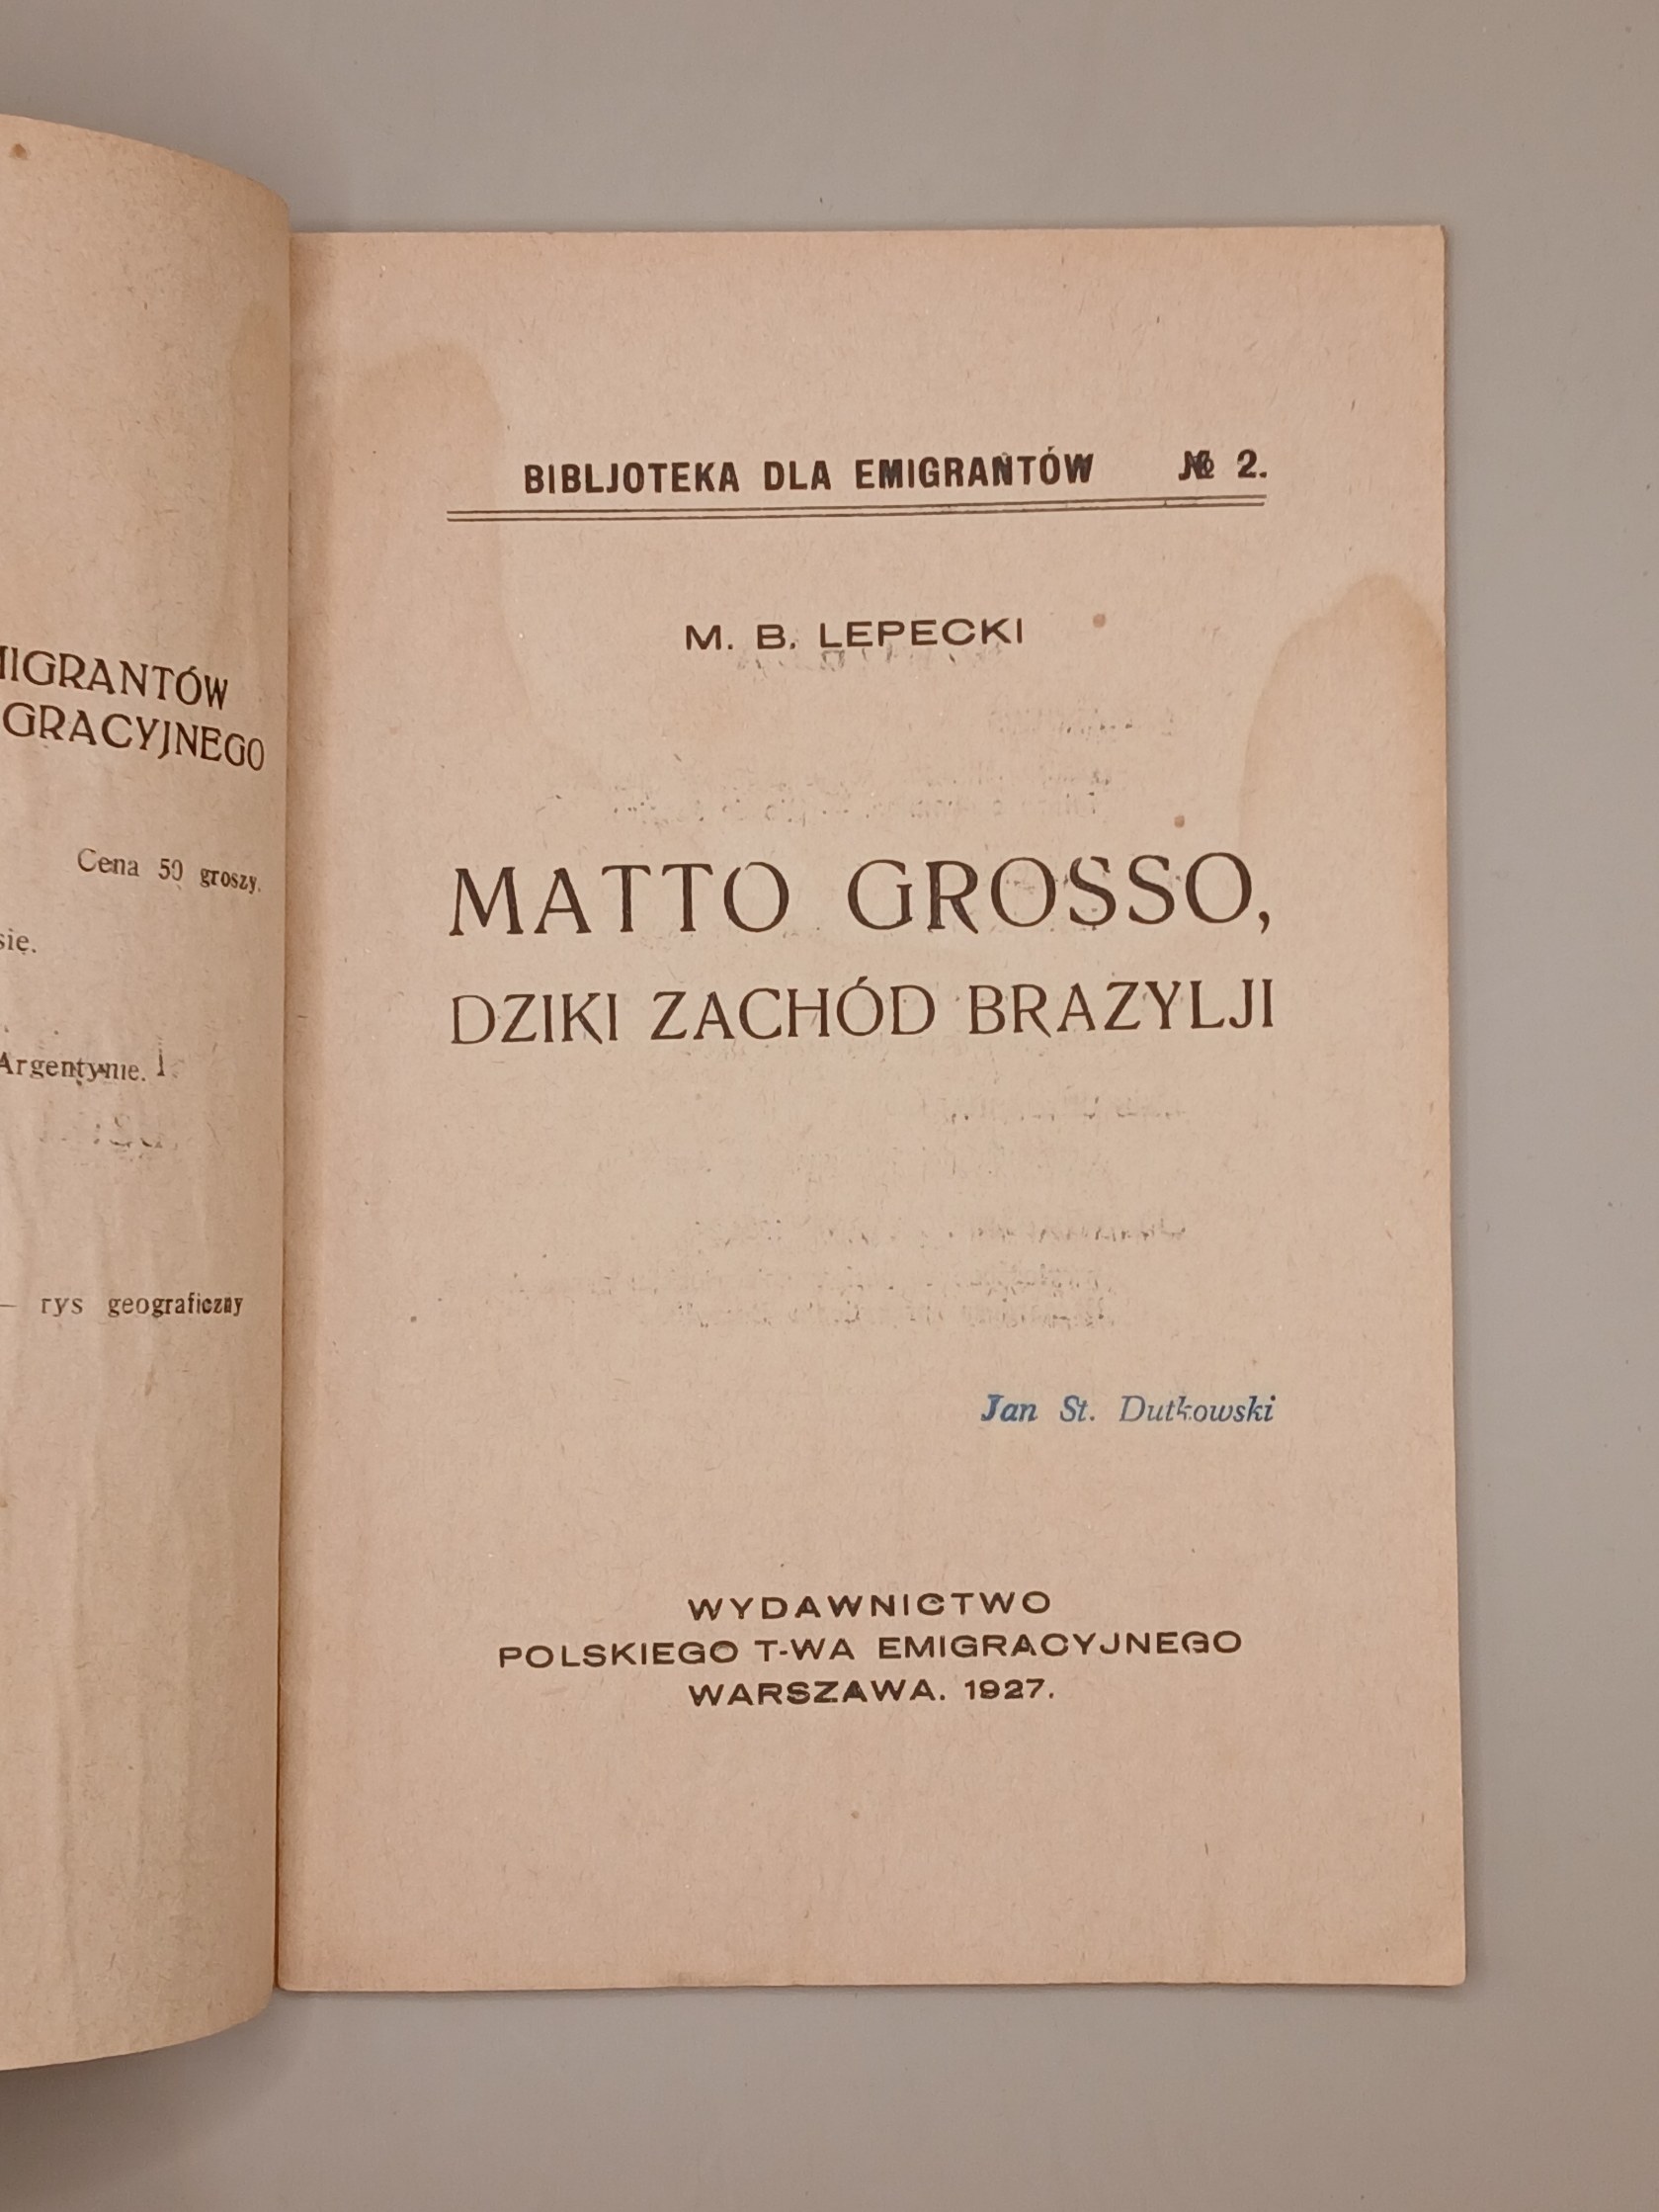 MIGRANTÓW
GRACYJNEGO
Cena 50 groszy.
się.
Argentynie.
— rys geograficzny
BIBLJOTEKA DLA EMIGRANTÓW № 2.
M. B. LEPECKI
MATTO GROSSO,
DZIKI ZACHÓD BRAZYLJI
Jan St. Dutkowski
WYDAWNICTWO
POLSKIEGO T-WA EMIGRACYJNEGO
WARSZAWA. 1927.